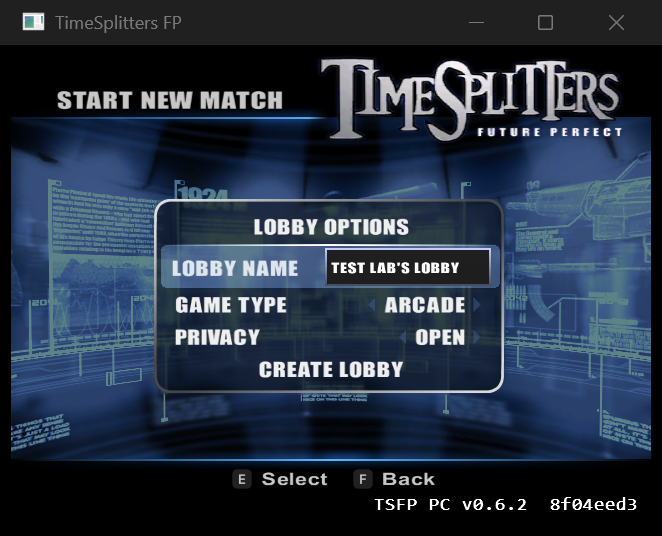 TimeSplitters FP
START NEW MATCH
TIMESPLITTERS
FUTURE PERFECT
1924
LOBBY OPTIONS
LOBBY NAME TEST LAB'S LOBBY
GAME TYPE ARCADE
PRIVACY OPEN
CREATE LOBBY
E Select F Back
TSFP PC v0.6.2 8f04eed3